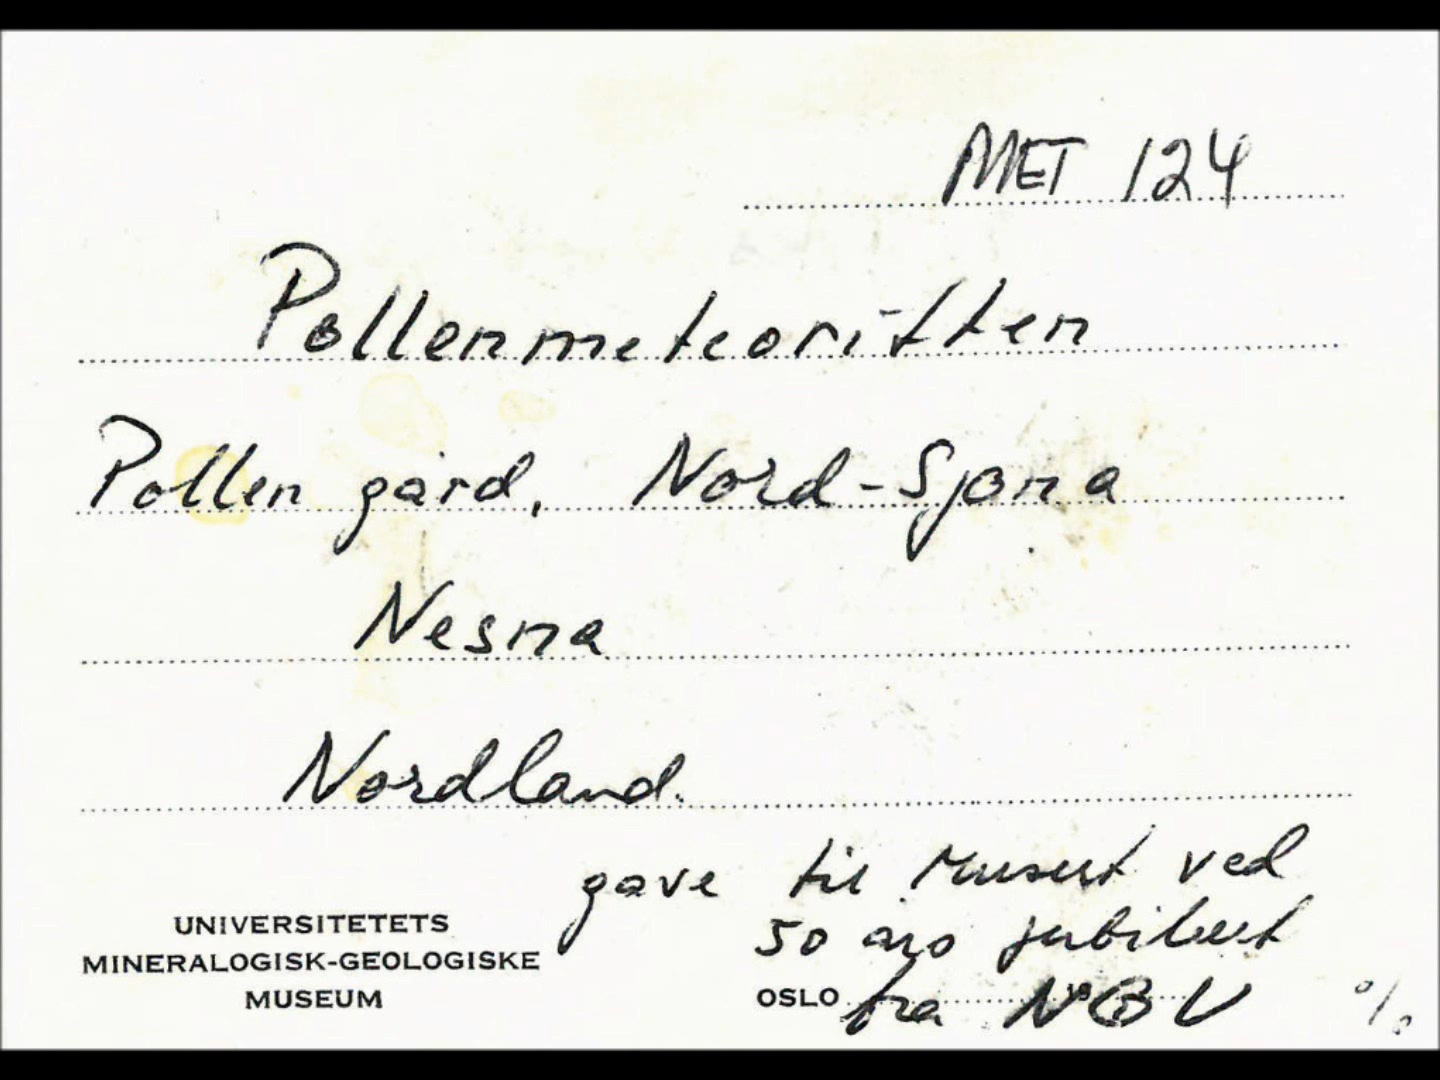 MET 124
Pollenmeteoritten
Pollen gård, Nord-Sjona
Nesna
Nordland.
gave til Museet ved
50 års jubileet
fra
UNIVERSITETETS
MINERALOGISK-GEOLOGISKE
MUSEUM
OSLO